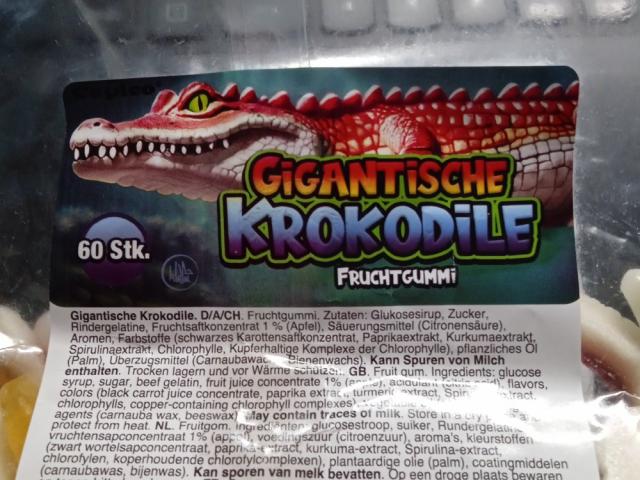 GIGANTISCHE
KROKODILE
FRUCHTGUMMI
60 Stk.
Gigantische Krokodile. D/A/CH. Fruchtgummi. Zutaten: Glukosesirup, Zucker,
Rindergelatine, Fruchtsaftkonzentrat 1 % (Apfel), Säuerungsmittel (Citronensäure),
Aromen, Farbstoffe (schwarzes Karottensaftkonzentrat, Paprikaextrakt, Kurkumaextrakt,
Spirulinaextrakt, Chlorophylle, Kupferhaltige Komplexe der Chlorophylle), pflanzliches Öl
(Palm), Überzugsmittel (Carnaubawac Bienenwachs). Kann Spuren von Milch
enthalten. Trocken lagern und vor Wärme schützen. GB. Fruit gum. Ingredients: glucose
syrup, sugar, beef gelatin, fruit juice concentrate 1% (apple), acidulant (citric acid), flavors,
colors (black carrot juice concentrate, paprika extract, turmeric extract, extract,
chlorophylls, copper-containing chlorophyll complexes),
agents (carnauba wax, beeswax) May contain traces of milk. Store in a
protect from heat. NL. Fruitgom. Ingrediënten: glucosestroop, suiker, Rundergelatine,
vruchtensapconcentraat 1% (appel), voedingszuur (citroenzuur), aroma's, kleurstoffen
(zwart wortelsapconcentraat, paprika-extract, kurkuma-extract, Spirulina-extract,
chlorofylen, koperhoudende chlorofylcomplexen), plantaardige olie (palm), coatingmiddelen
(carnaubawas, bijenwas). Kan sporen van melk bevatten. Op een droge plaats bewaren